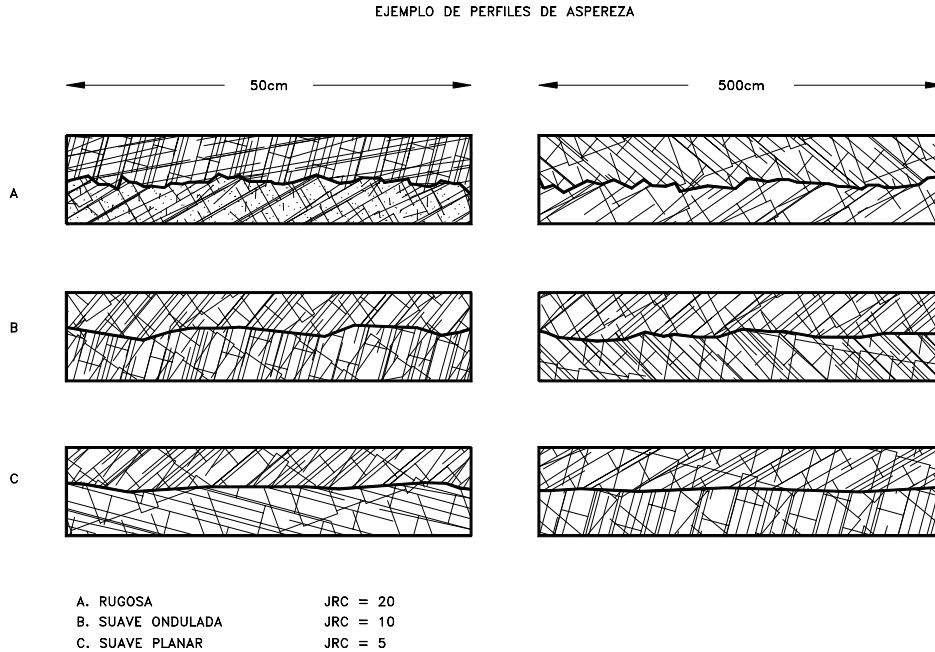 EJEMPLO DE PERFILES DE ASPEREZA
50cm 500cm
A
B
C
A. RUGOSA JRC = 20
B. SUAVE ONDULADA JRC = 10
C. SUAVE PLANAR JRC = 5